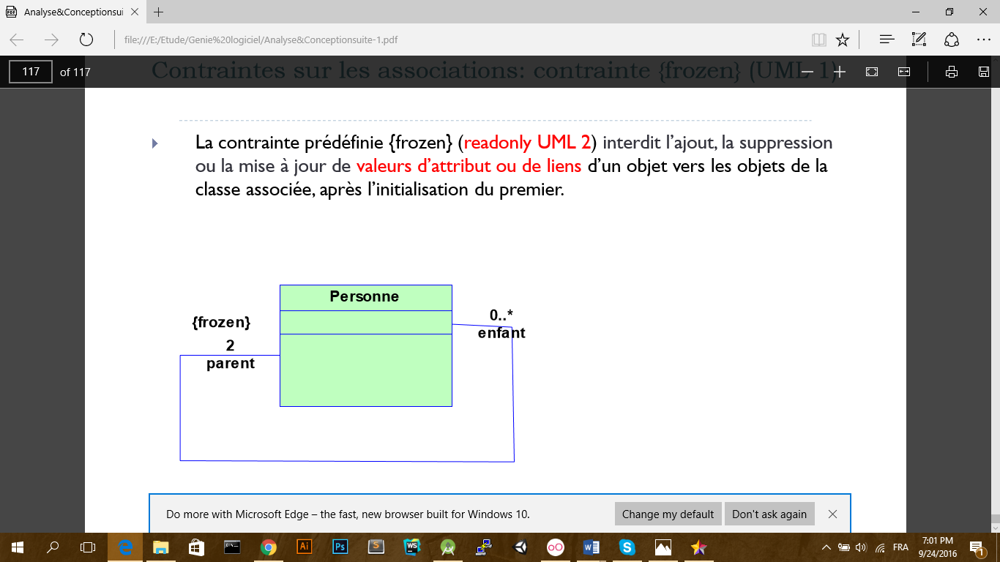 Analyse&Conceptionsui
file:///E:/Etude/Genie%20logiciel/Analyse&Conceptionsuite-1.pdf
117 of 117
Contraintes sur les associations: contrainte {frozen} (UML 1)
La contrainte prédéfinie {frozen} (readonly UML 2) interdit l’ajout, la suppression
ou la mise à jour de valeurs d’attribut ou de liens d’un objet vers les objets de la
classe associée, après l’initialisation du premier.
Personne
{frozen}
2
parent
0..*
enfant
Do more with Microsoft Edge – the fast, new browser built for Windows 10.
Change my default
Don't ask again
Ai
Ps
S
WS
FRA
7:01 PM
9/24/2016
1